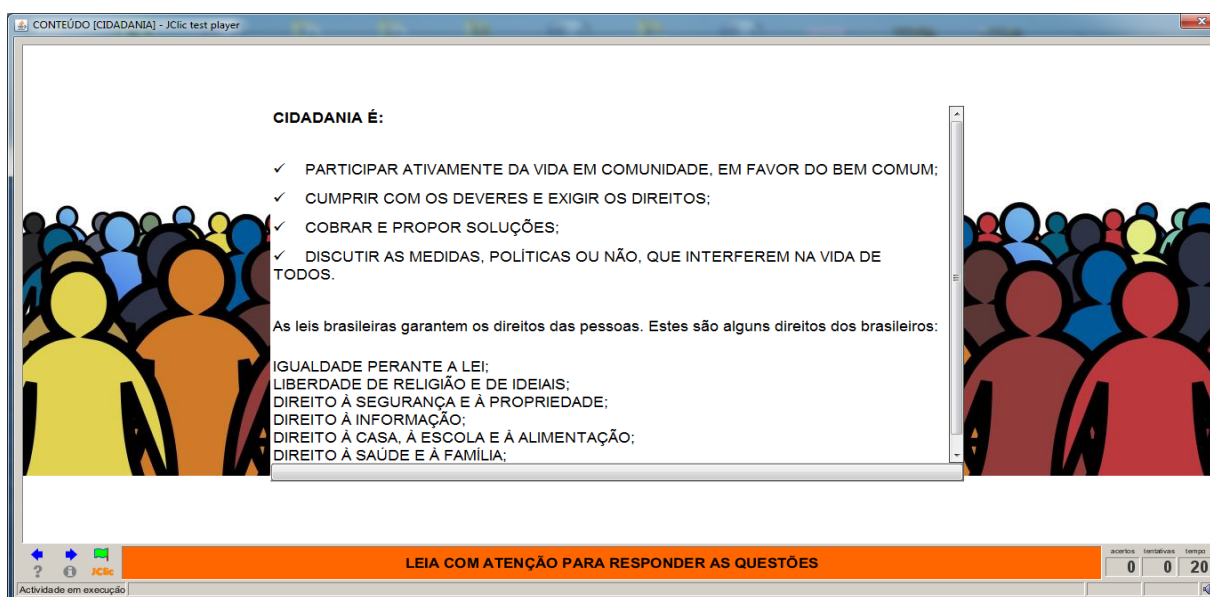 CONTEÚDO [CIDADANIA] - JClic test player
CIDADANIA É:
✓ PARTICIPAR ATIVAMENTE DA VIDA EM COMUNIDADE, EM FAVOR DO BEM COMUM;
✓ CUMPRIR COM OS DEVERES E EXIGIR OS DIREITOS;
✓ COBRAR E PROPOR SOLUÇÕES;
✓ DISCUTIR AS MEDIDAS, POLÍTICAS OU NÃO, QUE INTERFEREM NA VIDA DE
TODOS.
As leis brasileiras garantem os direitos das pessoas. Estes são alguns direitos dos brasileiros:
IGUALDADE PERANTE A LEI;
LIBERDADE DE RELIGIÃO E DE IDEIAIS;
DIREITO À SEGURANÇA E À PROPRIEDADE;
DIREITO À INFORMAÇÃO;
DIREITO À CASA, À ESCOLA E À ALIMENTAÇÃO;
DIREITO À SAÚDE E À FAMÍLIA;
JClic
LEIA COM ATENÇÃO PARA RESPONDER AS QUESTÕES
acertos tentativas tempo
0 0 20
Actividade em execução